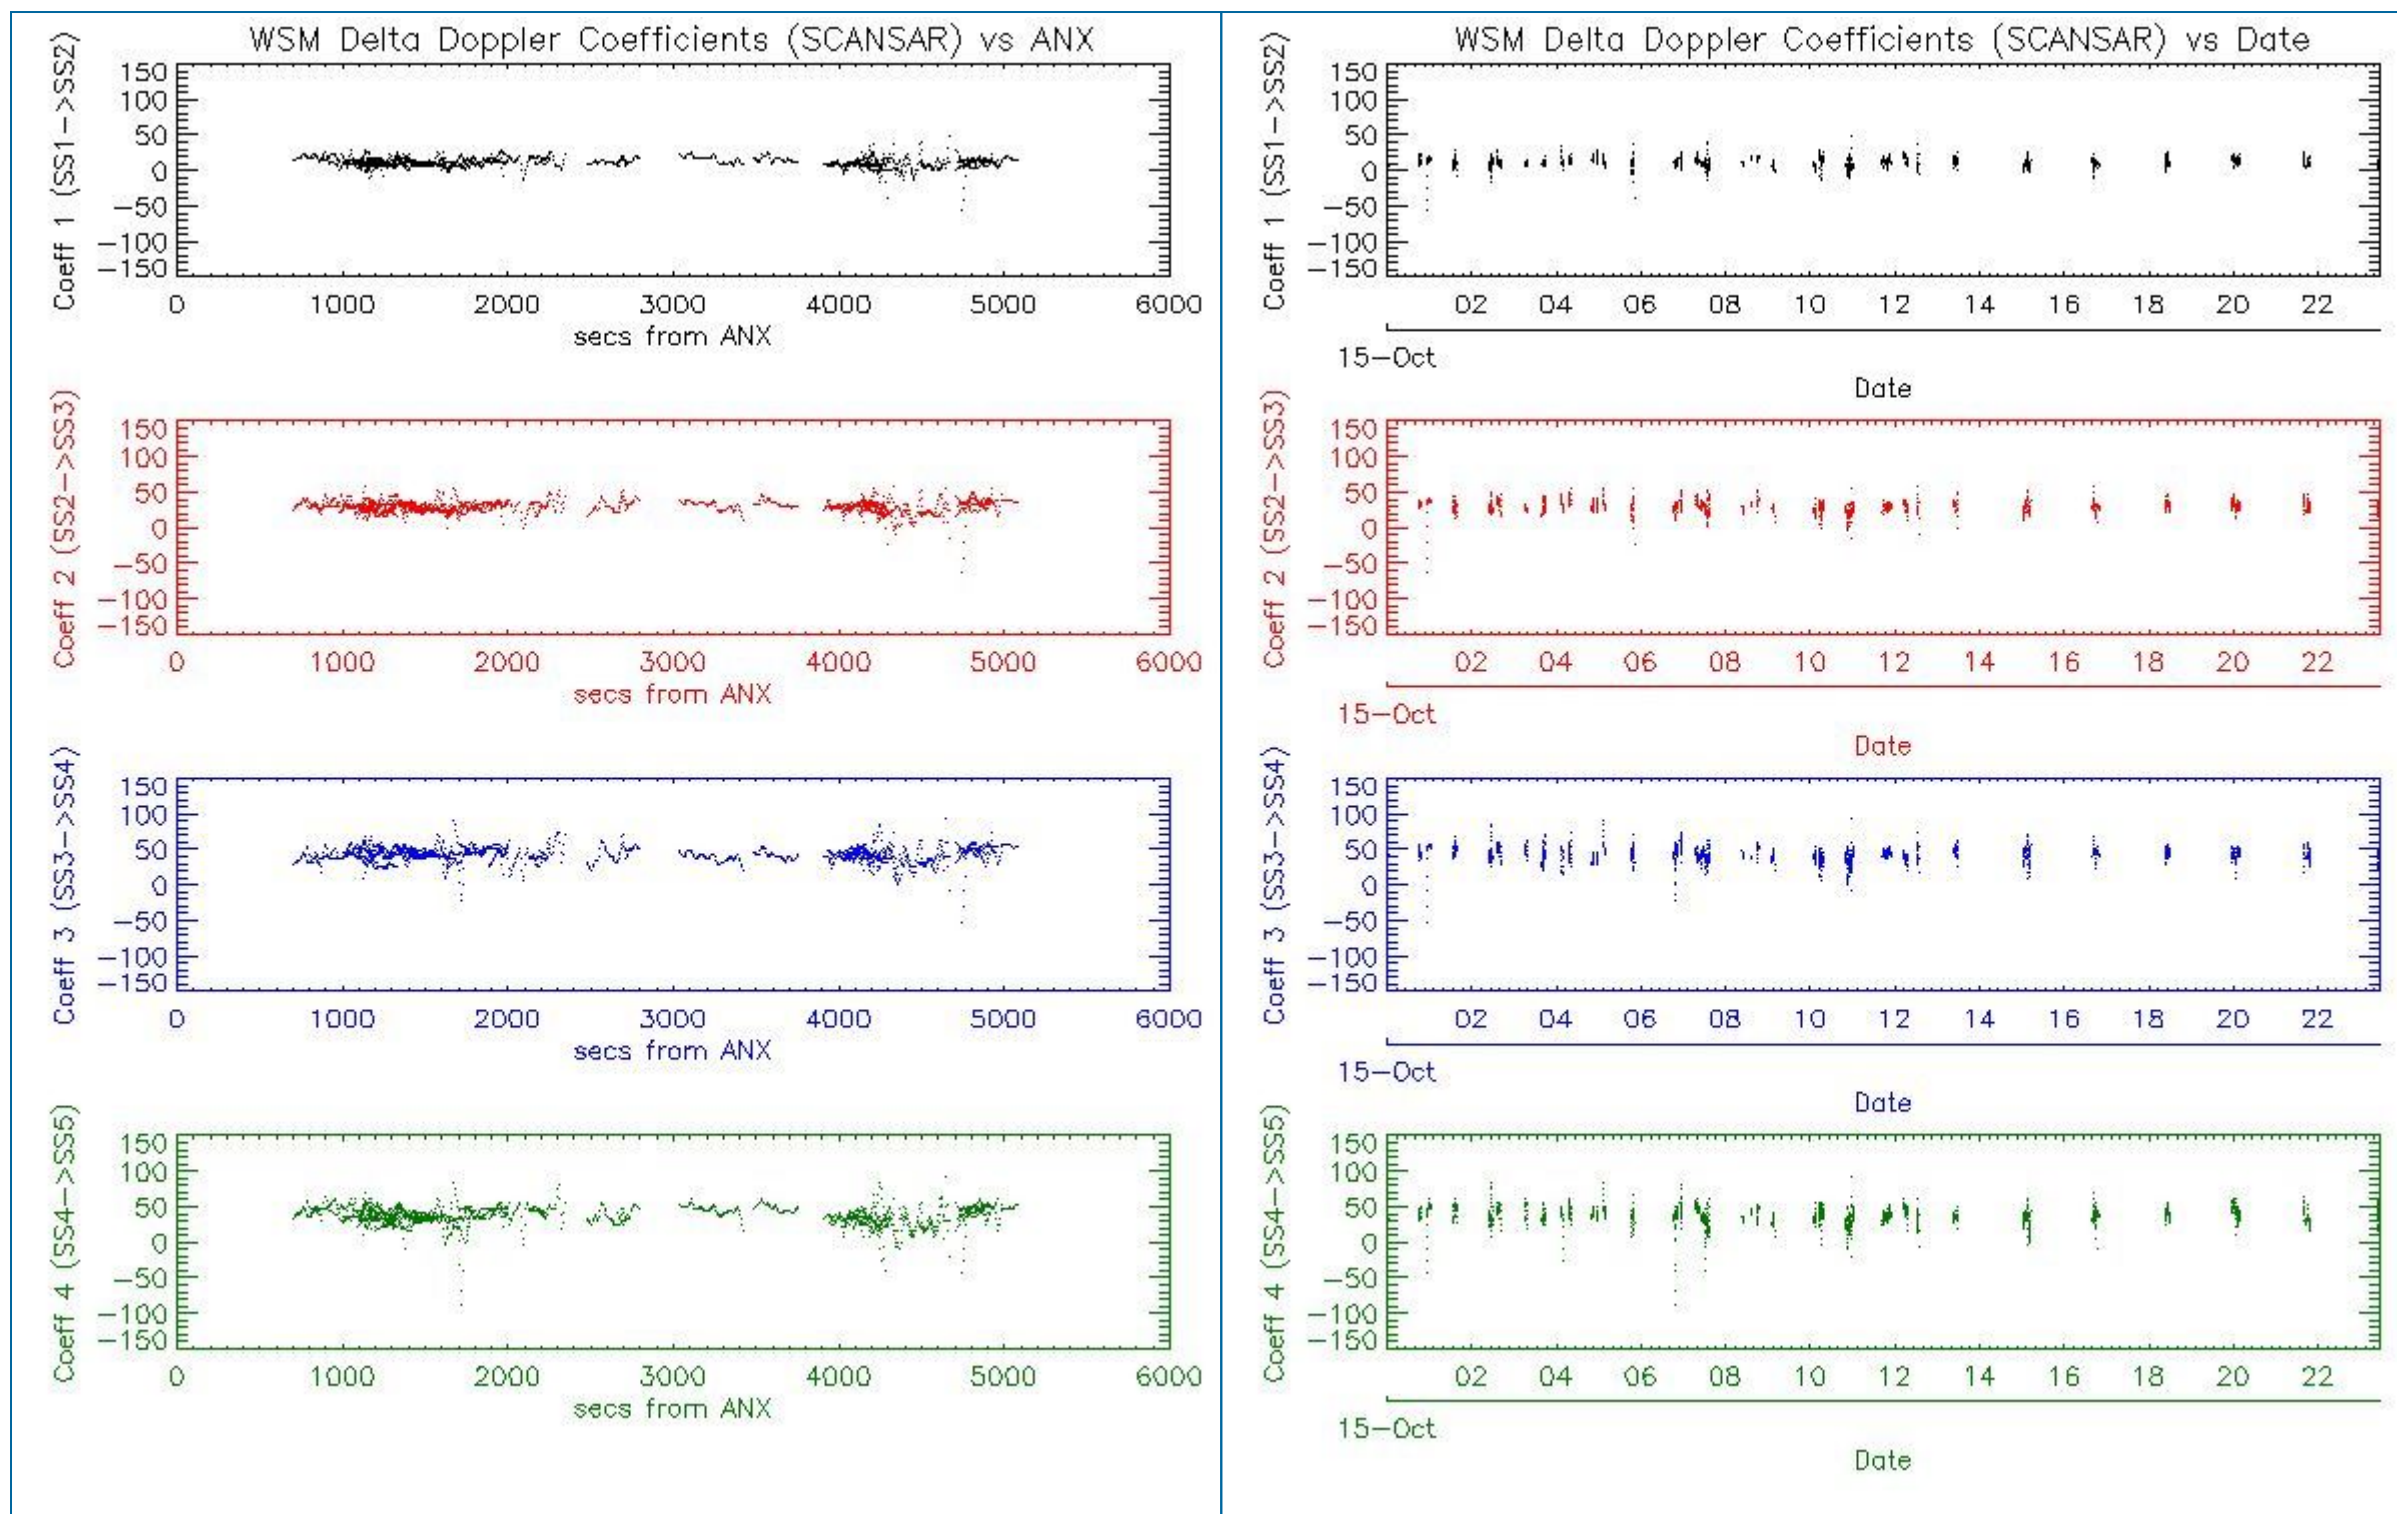 WSM Delta Doppler Coefficients (SCANSAR) vs ANX
Coeff 1 (SS1->SS2)
150
100
50
0
-50
-100
-150
0 1000 2000 3000 4000 5000 6000
secs from ANX
Coeff 2 (SS2->SS3)
150
100
50
0
-50
-100
-150
0 1000 2000 3000 4000 5000 6000
secs from ANX
Coeff 3 (SS3->SS4)
150
100
50
0
-50
-100
-150
0 1000 2000 3000 4000 5000 6000
secs from ANX
Coeff 4 (SS4->SS5)
150
100
50
0
-50
-100
-150
0 1000 2000 3000 4000 5000 6000
secs from ANX
WSM Delta Doppler Coefficients (SCANSAR) vs Date
Coeff 1 (SS1->SS2)
150
100
50
0
-50
-100
-150
02 04 06 08 10 12 14 16 18 20 22
15-Oct
Date
Coeff 2 (SS2->SS3)
150
100
50
0
-50
-100
-150
02 04 06 08 10 12 14 16 18 20 22
15-Oct
Date
Coeff 3 (SS3->SS4)
150
100
50
0
-50
-100
-150
02 04 06 08 10 12 14 16 18 20 22
15-Oct
Date
Coeff 4 (SS4->SS5)
150
100
50
0
-50
-100
-150
02 04 06 08 10 12 14 16 18 20 22
15-Oct
Date